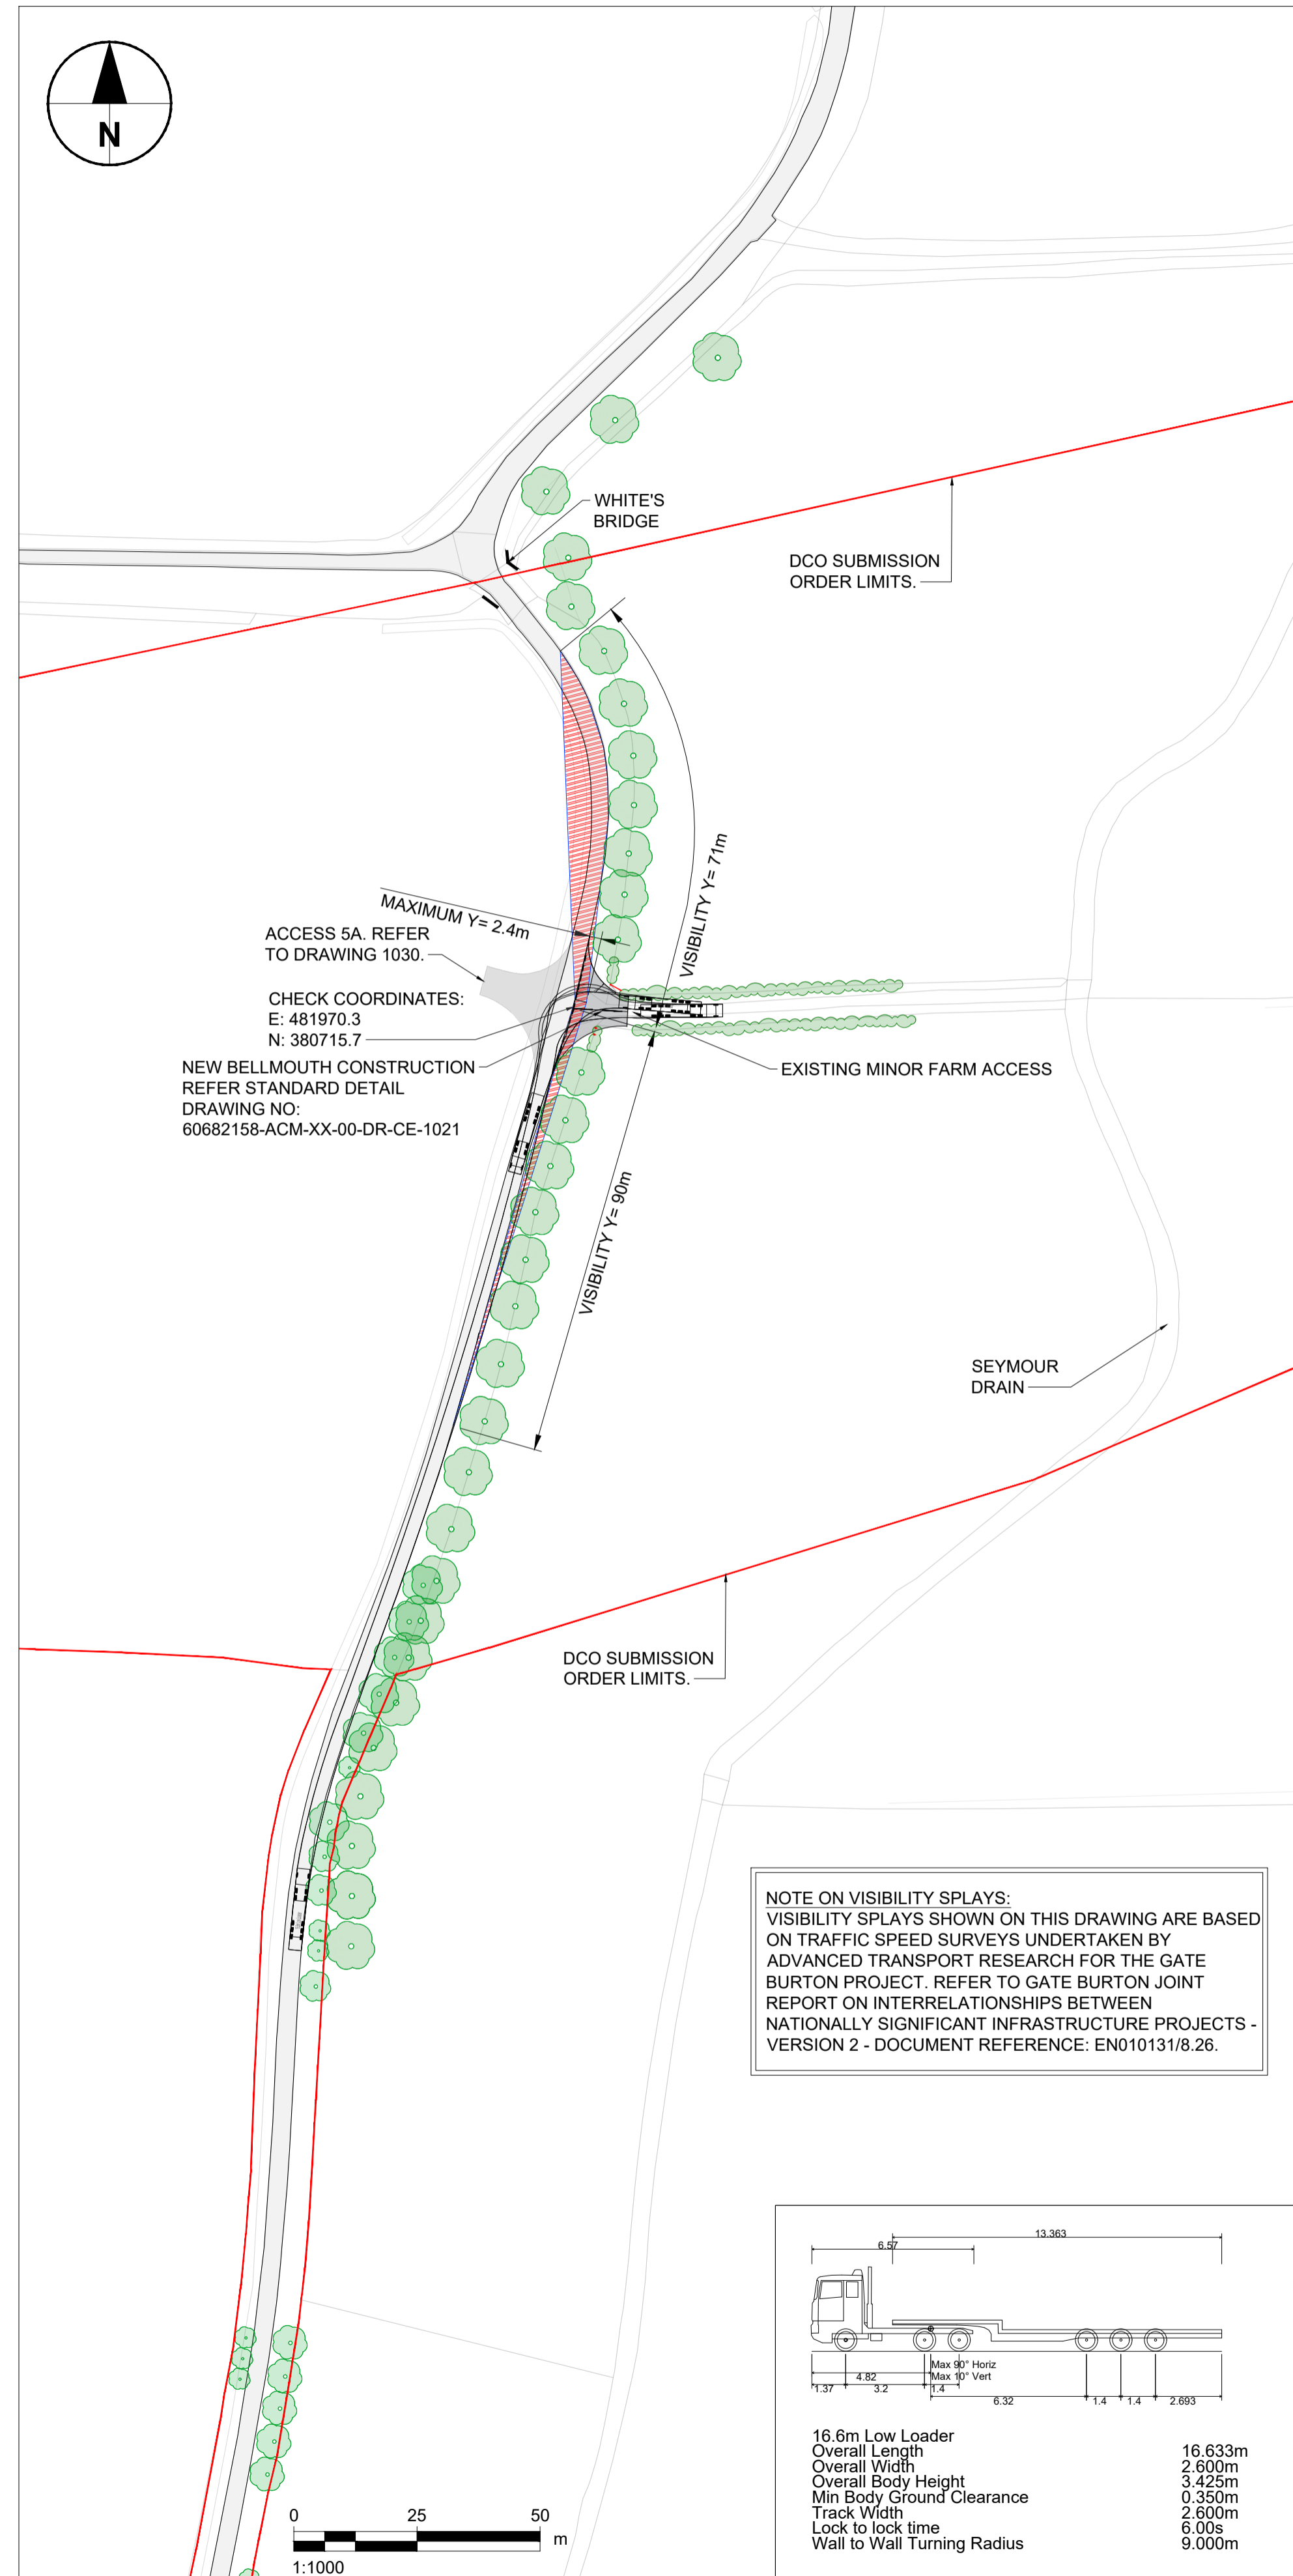 N
WHITE'S
BRIDGE
DCO SUBMISSION
ORDER LIMITS.
VISIBILITY Y= 71m
MAXIMUM Y= 2.4m
ACCESS 5A. REFER
TO DRAWING 1030.
CHECK COORDINATES:
E: 481970.3
N: 380715.7
NEW BELLMOUTH CONSTRUCTION
REFER STANDARD DETAIL
DRAWING NO:
60682158-ACM-XX-00-DR-CE-1021
EXISTING MINOR FARM ACCESS
VISIBILITY Y= 90m
SEYMOUR
DRAIN
DCO SUBMISSION
ORDER LIMITS.
NOTE ON VISIBILITY SPLAYS:
VISIBILITY SPLAYS SHOWN ON THIS DRAWING ARE BASED
ON TRAFFIC SPEED SURVEYS UNDERTAKEN BY
ADVANCED TRANSPORT RESEARCH FOR THE GATE
BURTON PROJECT. REFER TO GATE BURTON JOINT
REPORT ON INTERRELATIONSHIPS BETWEEN
NATIONALLY SIGNIFICANT INFRASTRUCTURE PROJECTS -
VERSION 2 - DOCUMENT REFERENCE: EN010131/8.26.
13.363
6.57
Max 90° Horiz
Max 10° Vert
4.82
1.37 3.2 1.4 6.32 1.4 1.4 2.693
16.6m Low Loader
Overall Length 16.633m
Overall Width 2.600m
Overall Body Height 3.425m
Min Body Ground Clearance 0.350m
Track Width 2.600m
Lock to lock time 6.00s
Wall to Wall Turning Radius 9.000m
0 25 50
m
1:1000